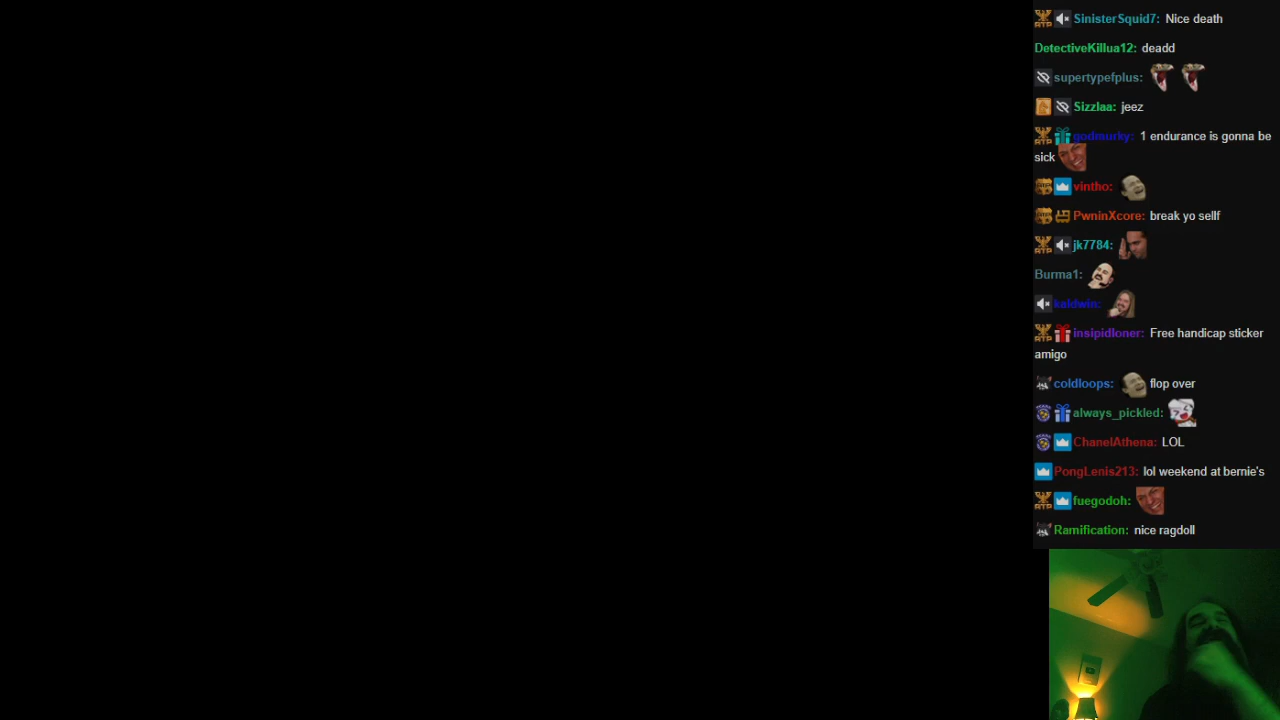 SinisterSquid7: Nice death
DetectiveKillua12: deadd
supertypefplus:
Sizzlaa: jeez
godmurky: 1 endurance is gonna be
sick
vintho:
PwninXcore: break yo sellf
jk7784:
Burma1:
kaldwin:
insipidloner: Free handicap sticker
amigo
coldloops: flop over
always_pickled:
ChanelAthena: LOL
PongLenis213: lol weekend at bernie's
fuegodoh:
Ramification: nice ragdoll